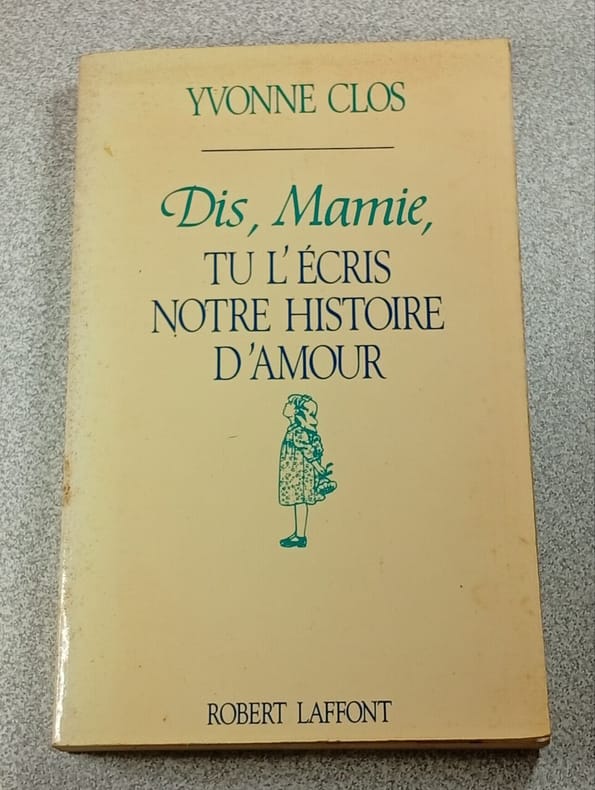 YVONNE CLOS
Dis, Mamie,
TU L'ÉCRIS
NOTRE HISTOIRE
D'AMOUR
ROBERT LAFFONT